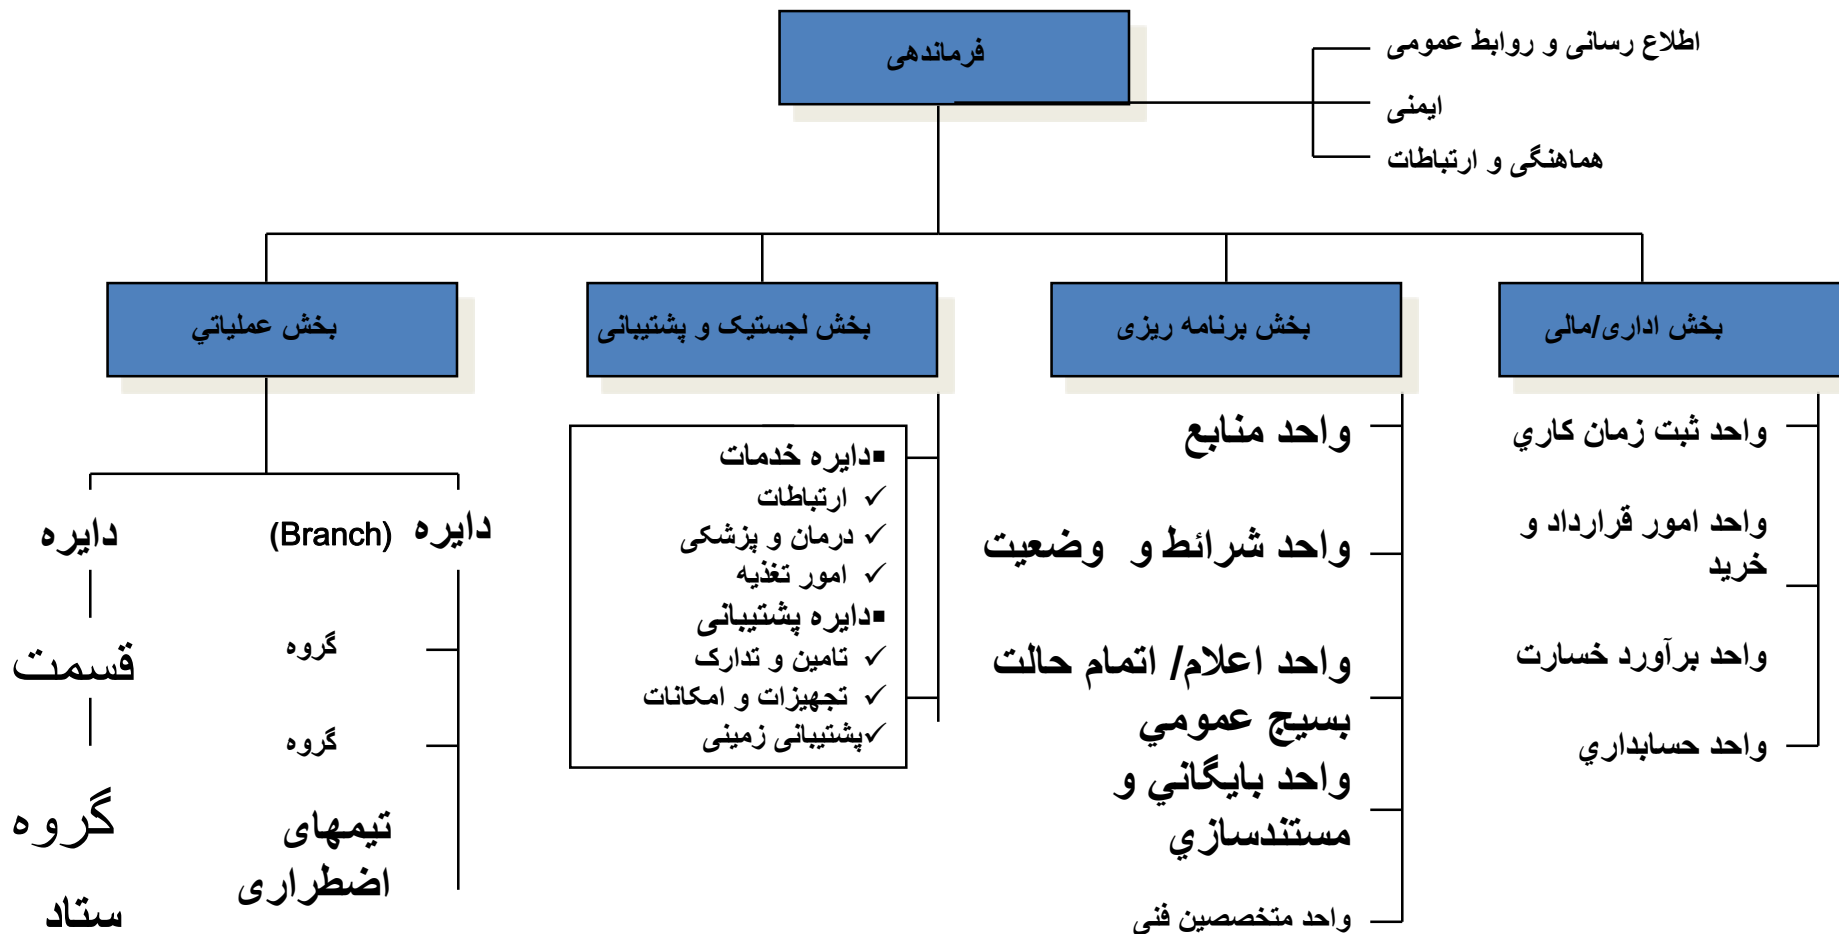 فرماندهی
اطلاع رسانی و روابط عمومی
ایمنی
هماهنگی و ارتباطات
بخش اداری/مالی
بخش برنامه ریزی
بخش لجستیک و پشتیبانی
بخش عملياتي
واحد ثبت زمان كاري
واحد امور قرارداد و
خريد
واحد برآورد خسارت
واحد حسابداري
واحد منابع
واحد شرائط و وضعيت
واحد اعلام/ اتمام حالت
بسيج عمومي
واحد بايگاني و
مستندسازي
واحد متخصصین فنی
▪دایره خدمات
✓ ارتباطات
✓ درمان و پزشکی
✓ امور تغذیه
▪دایره پشتیبانی
✓ تامین و تدارک
✓ تجهیزات و امکانات
✓پشتیبانی زمینی
دایره (Branch)
گروه
گروه
تیمهای
اضطراری
دایره
قسمت
گروه
ستاد